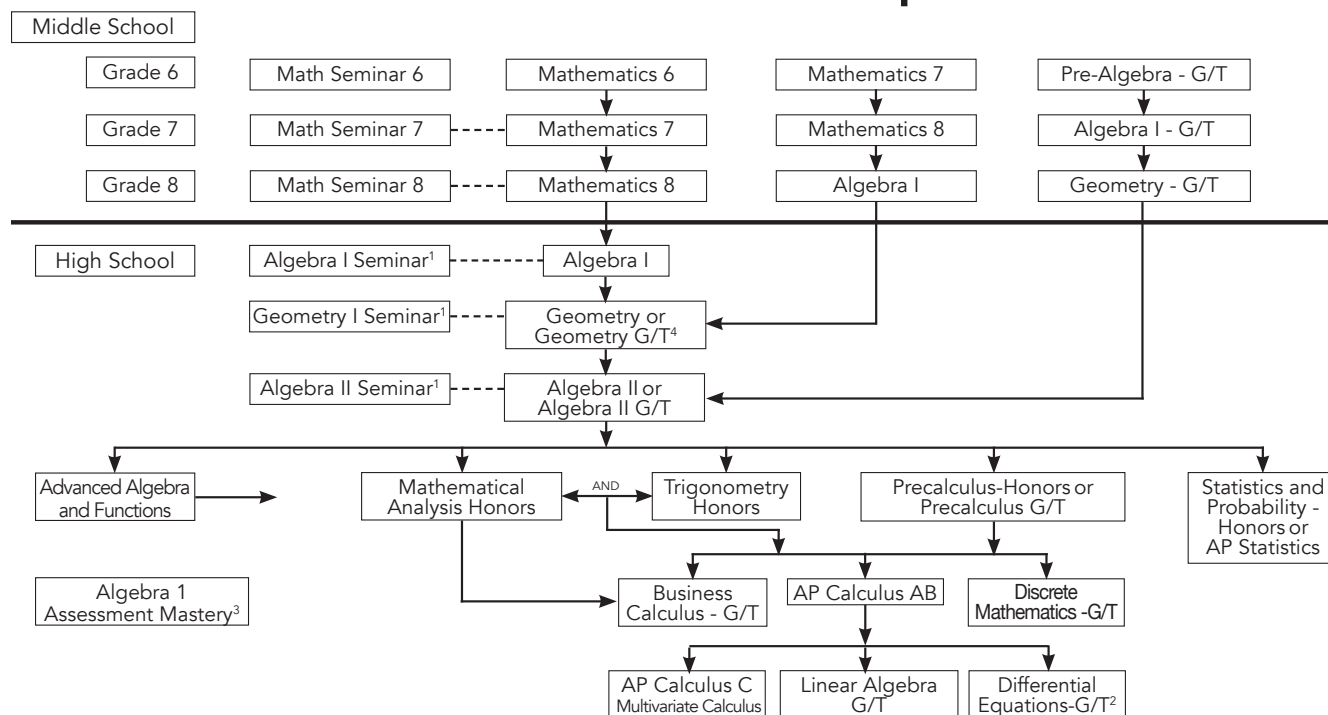 Middle School
Grade 6
Math Seminar 6
Mathematics 6
Mathematics 7
Pre-Algebra - G/T
Grade 7
Math Seminar 7
Mathematics 7
Mathematics 8
Algebra I - G/T
Grade 8
Math Seminar 8
Mathematics 8
Algebra I
Geometry - G/T
High School
Algebra I Seminar¹
Algebra I
Geometry I Seminar¹
Geometry or
Geometry G/T⁴
Algebra II Seminar¹
Algebra II or
Algebra II G/T
Advanced Algebra
and Functions
Mathematical
Analysis Honors
AND
Trigonometry
Honors
Precalculus-Honors or
Precalculus G/T
Statistics and
Probability -
Honors or
AP Statistics
Algebra 1
Assessment Mastery³
Business
Calculus - G/T
AP Calculus AB
Discrete
Mathematics -G/T
AP Calculus C
Multivariate Calculus
Linear Algebra
G/T
Differential
Equations-G/T²